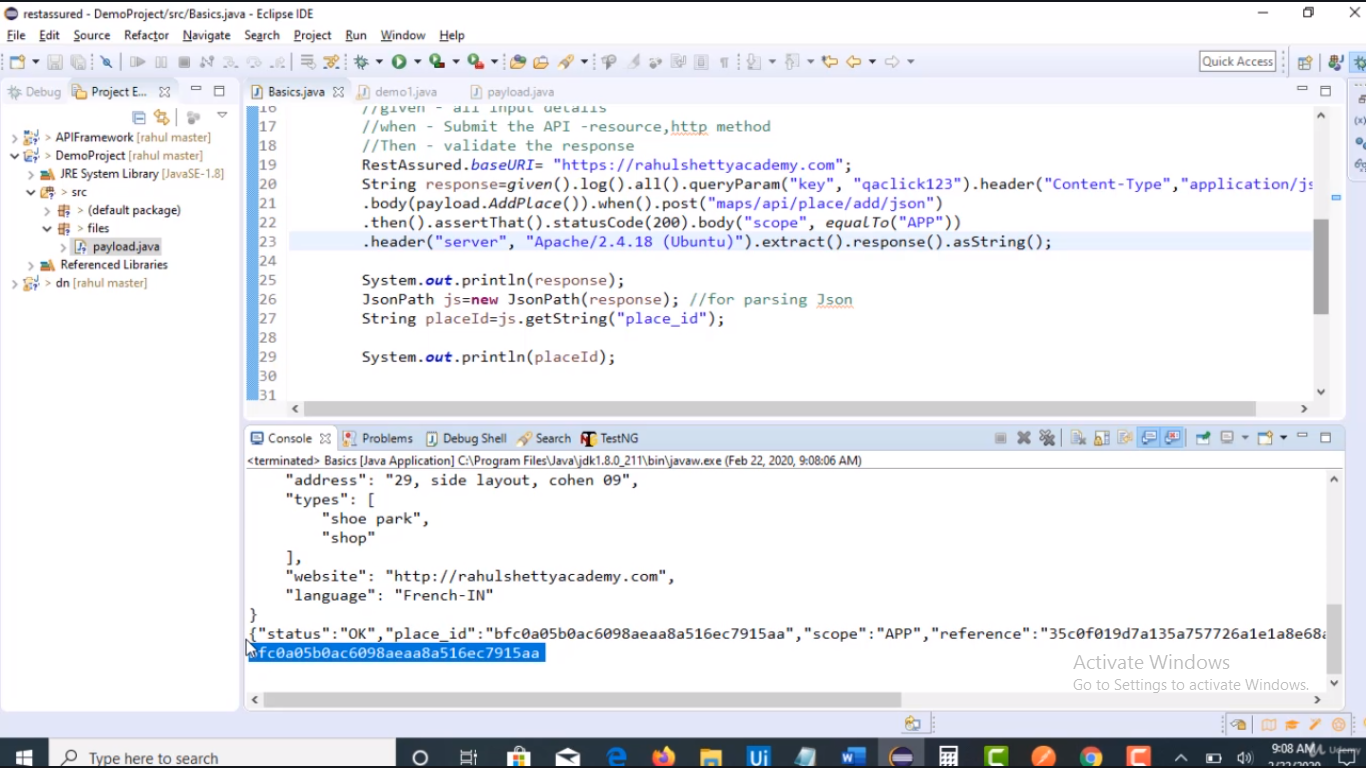 restassured - DemoProject/src/Basics.java - Eclipse IDE
File Edit Source Refactor Navigate Search Project Run Window Help
Quick Access
Debug Project E...
Basics.java demo1.java payload.java
> APIFramework [rahul master]
> DemoProject [rahul master]
JRE System Library [JavaSE-1.8]
> src
> (default package)
> files
payload.java
Referenced Libraries
> dn [rahul master]
16 //given - all input details
17 //when - Submit the API -resource,http method
18 //Then - validate the response
19 RestAssured.baseURI= "https://rahulshettyacademy.com";
20 String response=given().log().all().queryParam("key", "qaclick123").header("Content-Type","application/js
21 .body(payload.AddPlace()).when().post("maps/api/place/add/json")
22 .then().assertThat().statusCode(200).body("scope", equalTo("APP"))
23 .header("server", "Apache/2.4.18 (Ubuntu)").extract().response().asString();
24
25 System.out.println(response);
26 JsonPath js=new JsonPath(response); //for parsing Json
27 String placeId=js.getString("place_id");
28
29 System.out.println(placeId);
30
31
Console Problems Debug Shell Search TestNG
<terminated> Basics [Java Application] C:\Program Files\Java\jdk1.8.0_211\bin\javaw.exe (Feb 22, 2020, 9:08:06 AM)
"address": "29, side layout, cohen 09",
"types": [
"shoe park",
"shop"
],
"website": "http://rahulshettyacademy.com",
"language": "French-IN"
}
{"status":"OK","place_id":"bfc0a05b0ac6098aeaa8a516ec7915aa","scope":"APP","reference":"35c0f019d7a135a757726a1e1a8e68a
bfc0a05b0ac6098aeaa8a516ec7915aa
Activate Windows
Go to Settings to activate Windows.
Type here to search
9:08 AM
2/22/2020
Udemy